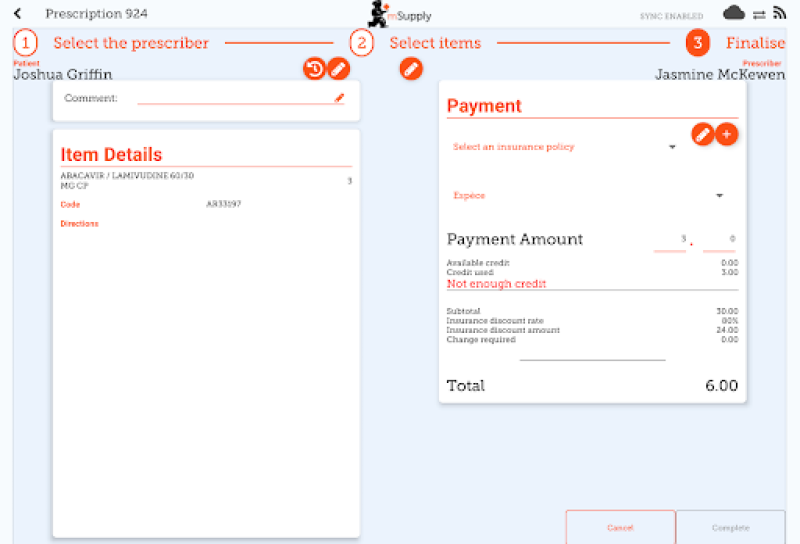 Prescription 924
mSupply
SYNC ENABLED
1 Select the prescriber
2 Select items
3 Finalise
Patient
Joshua Griffin
Prescriber
Jasmine McKewen
Comment:
Item Details
ABACAVIR / LAMIVUDINE 60/30 MG CP
3
Code AR33197
Directions
Payment
Select an insurance policy
Espèce
Payment Amount 3 . 0
Available credit 0.00
Credit used 3.00
Not enough credit
Subtotal 30.00
Insurance discount rate 80%
Insurance discount amount 24.00
Change required 0.00
Total 6.00
Cancel
Complete